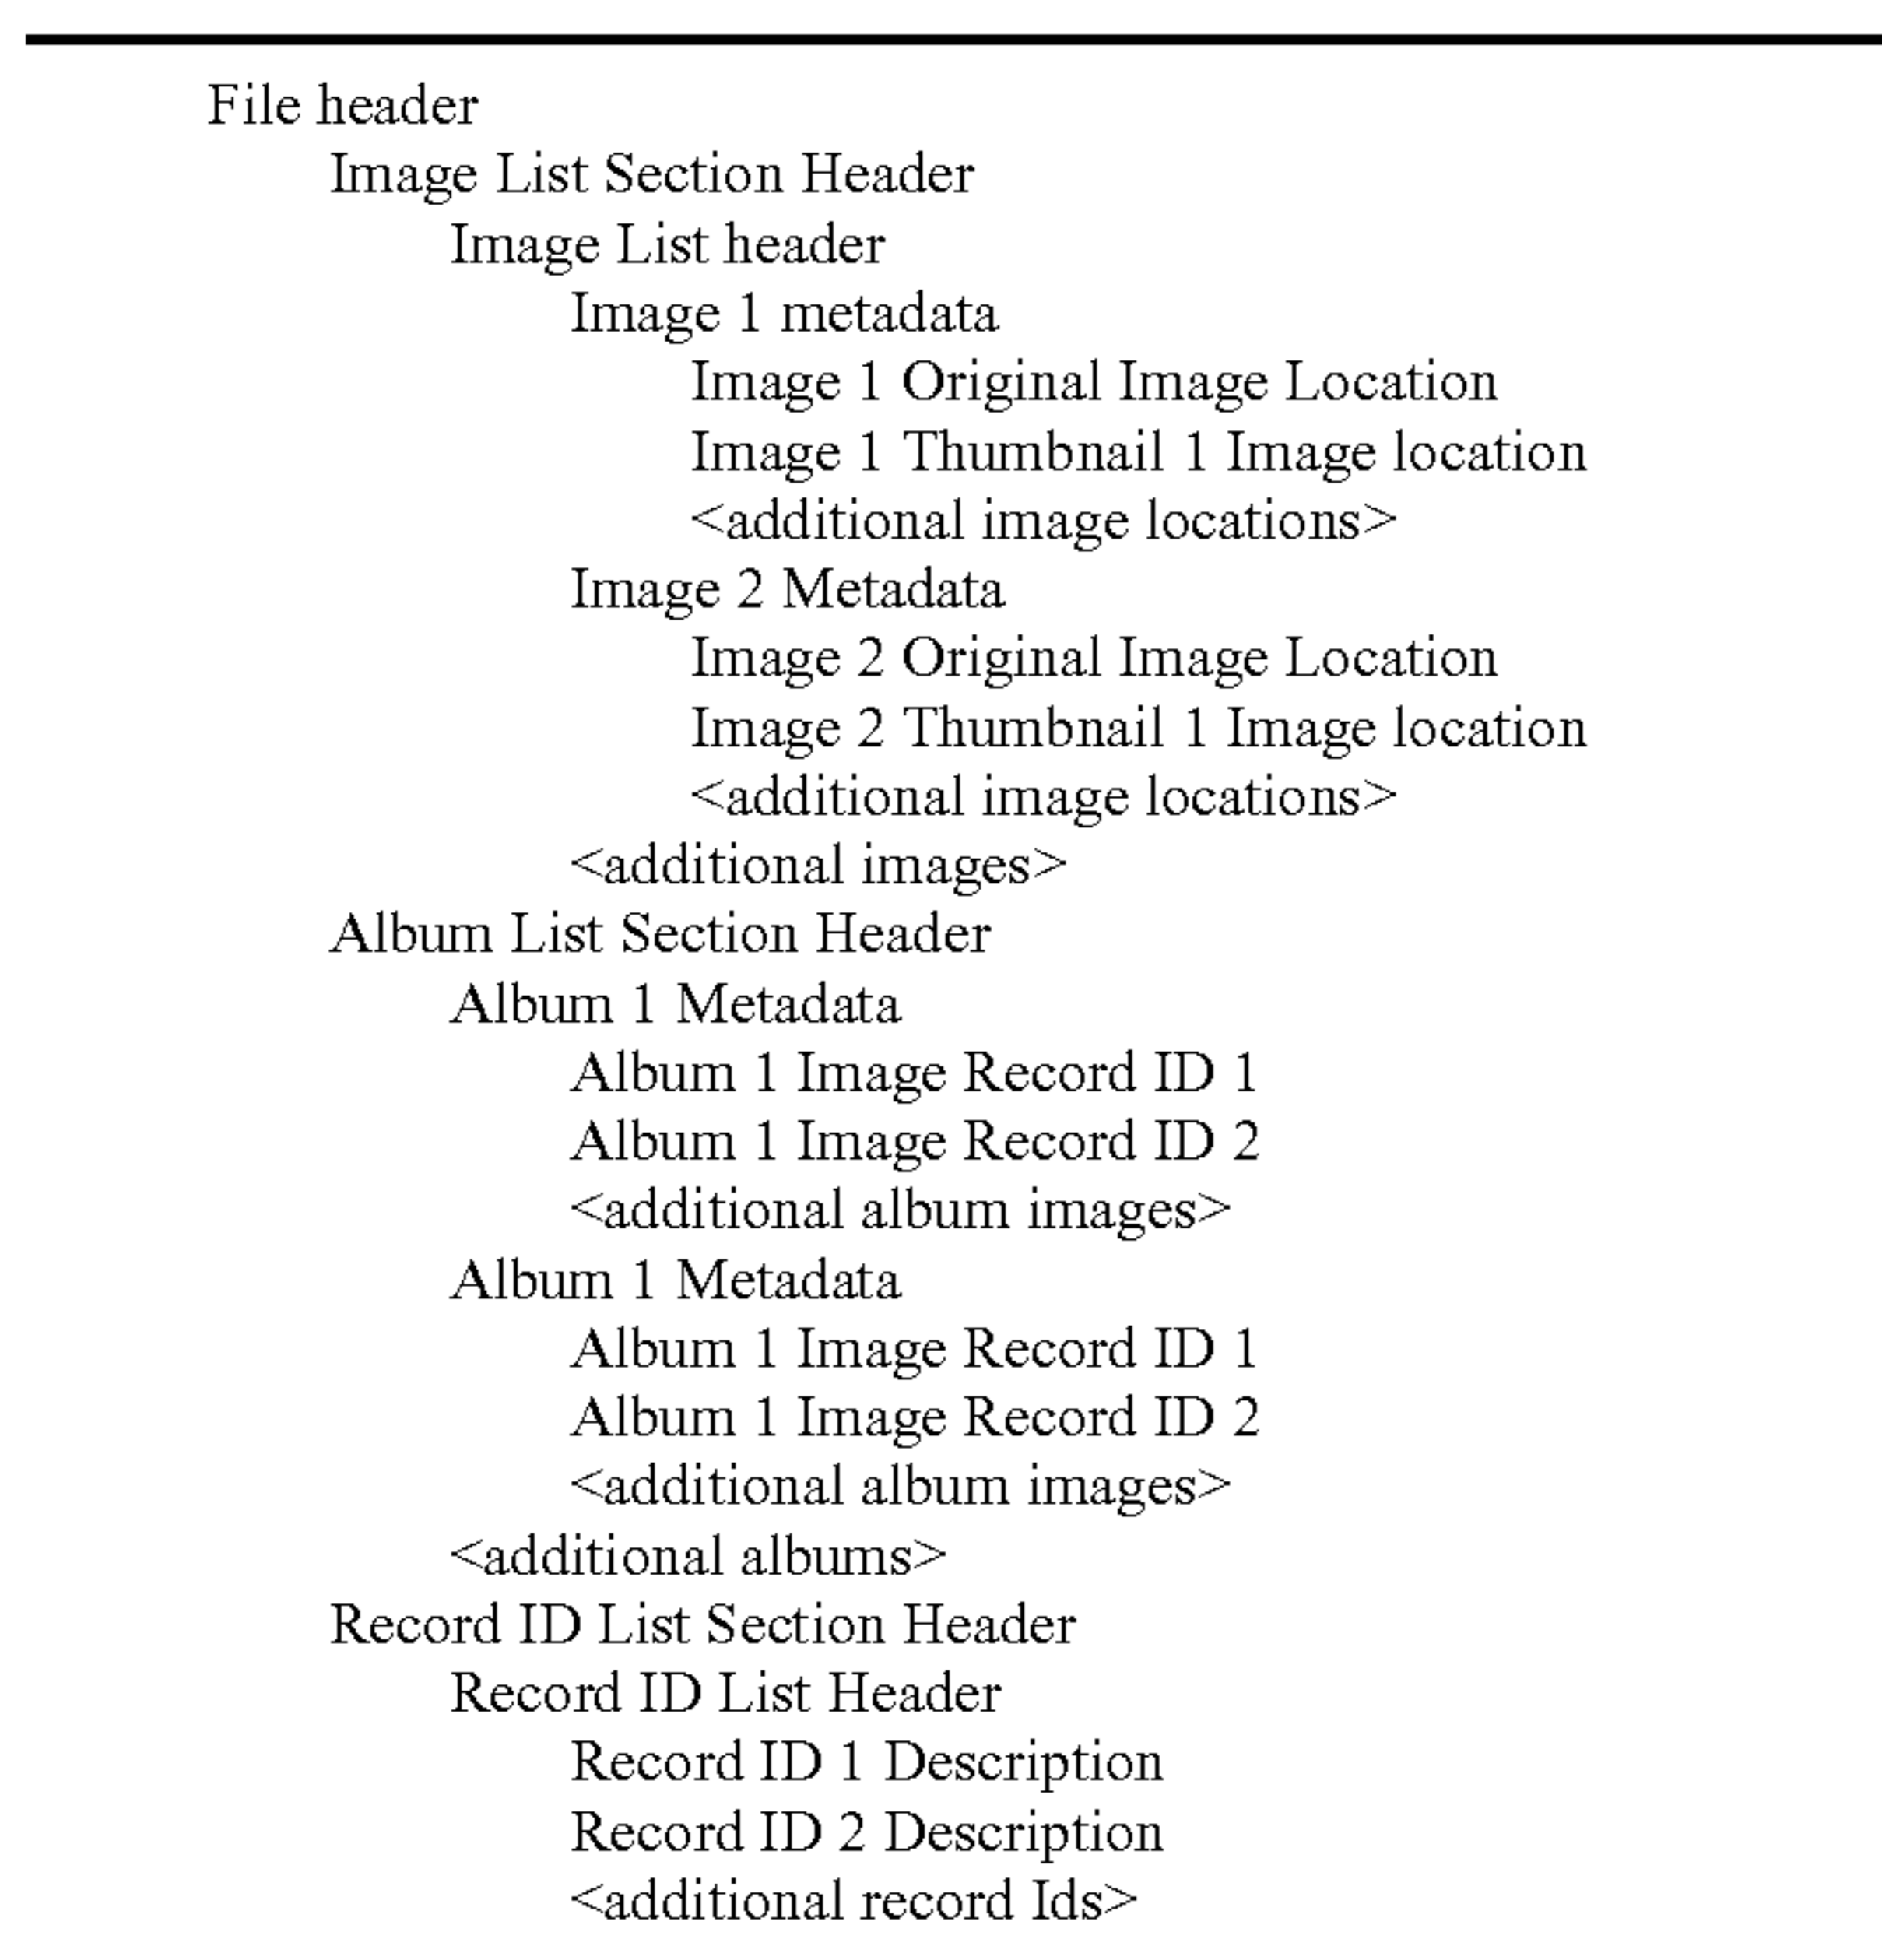 File header
Image List Section Header
Image List header
Image 1 metadata
Image 1 Original Image Location
Image 1 Thumbnail 1 Image location
<additional image locations>
Image 2 Metadata
Image 2 Original Image Location
Image 2 Thumbnail 1 Image location
<additional image locations>
<additional images>
Album List Section Header
Album 1 Metadata
Album 1 Image Record ID 1
Album 1 Image Record ID 2
<additional album images>
Album 1 Metadata
Album 1 Image Record ID 1
Album 1 Image Record ID 2
<additional album images>
<additional albums>
Record ID List Section Header
Record ID List Header
Record ID 1 Description
Record ID 2 Description
<additional record Ids>